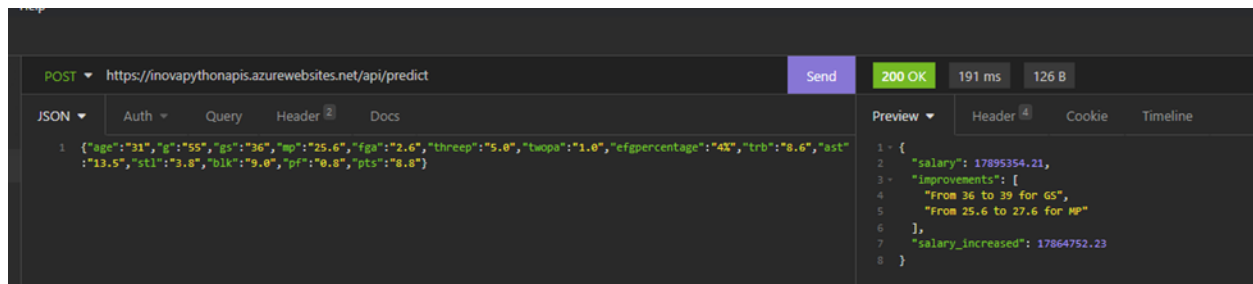 Help
POST https://inovapythonapis.azurewebsites.net/api/predict Send 200 OK 191 ms 126 B
JSON Auth Query Header 2 Docs Preview Header 4 Cookie Timeline
1 {"age":"31","g":"55","gs":"36","mp":"25.6","fga":"2.6","threep":"5.0","twopa":"1.0","efgpercentage":"4%","trb":"8.6","ast"
:"13.5","stl":"3.8","blk":"9.0","pf":"0.8","pts":"8.8"}
1 {
2 "salary": 17895354.21,
3 "improvements": [
4 "From 36 to 39 for GS",
5 "From 25.6 to 27.6 for MP"
6 ],
7 "salary_increased": 17864752.23
8 }